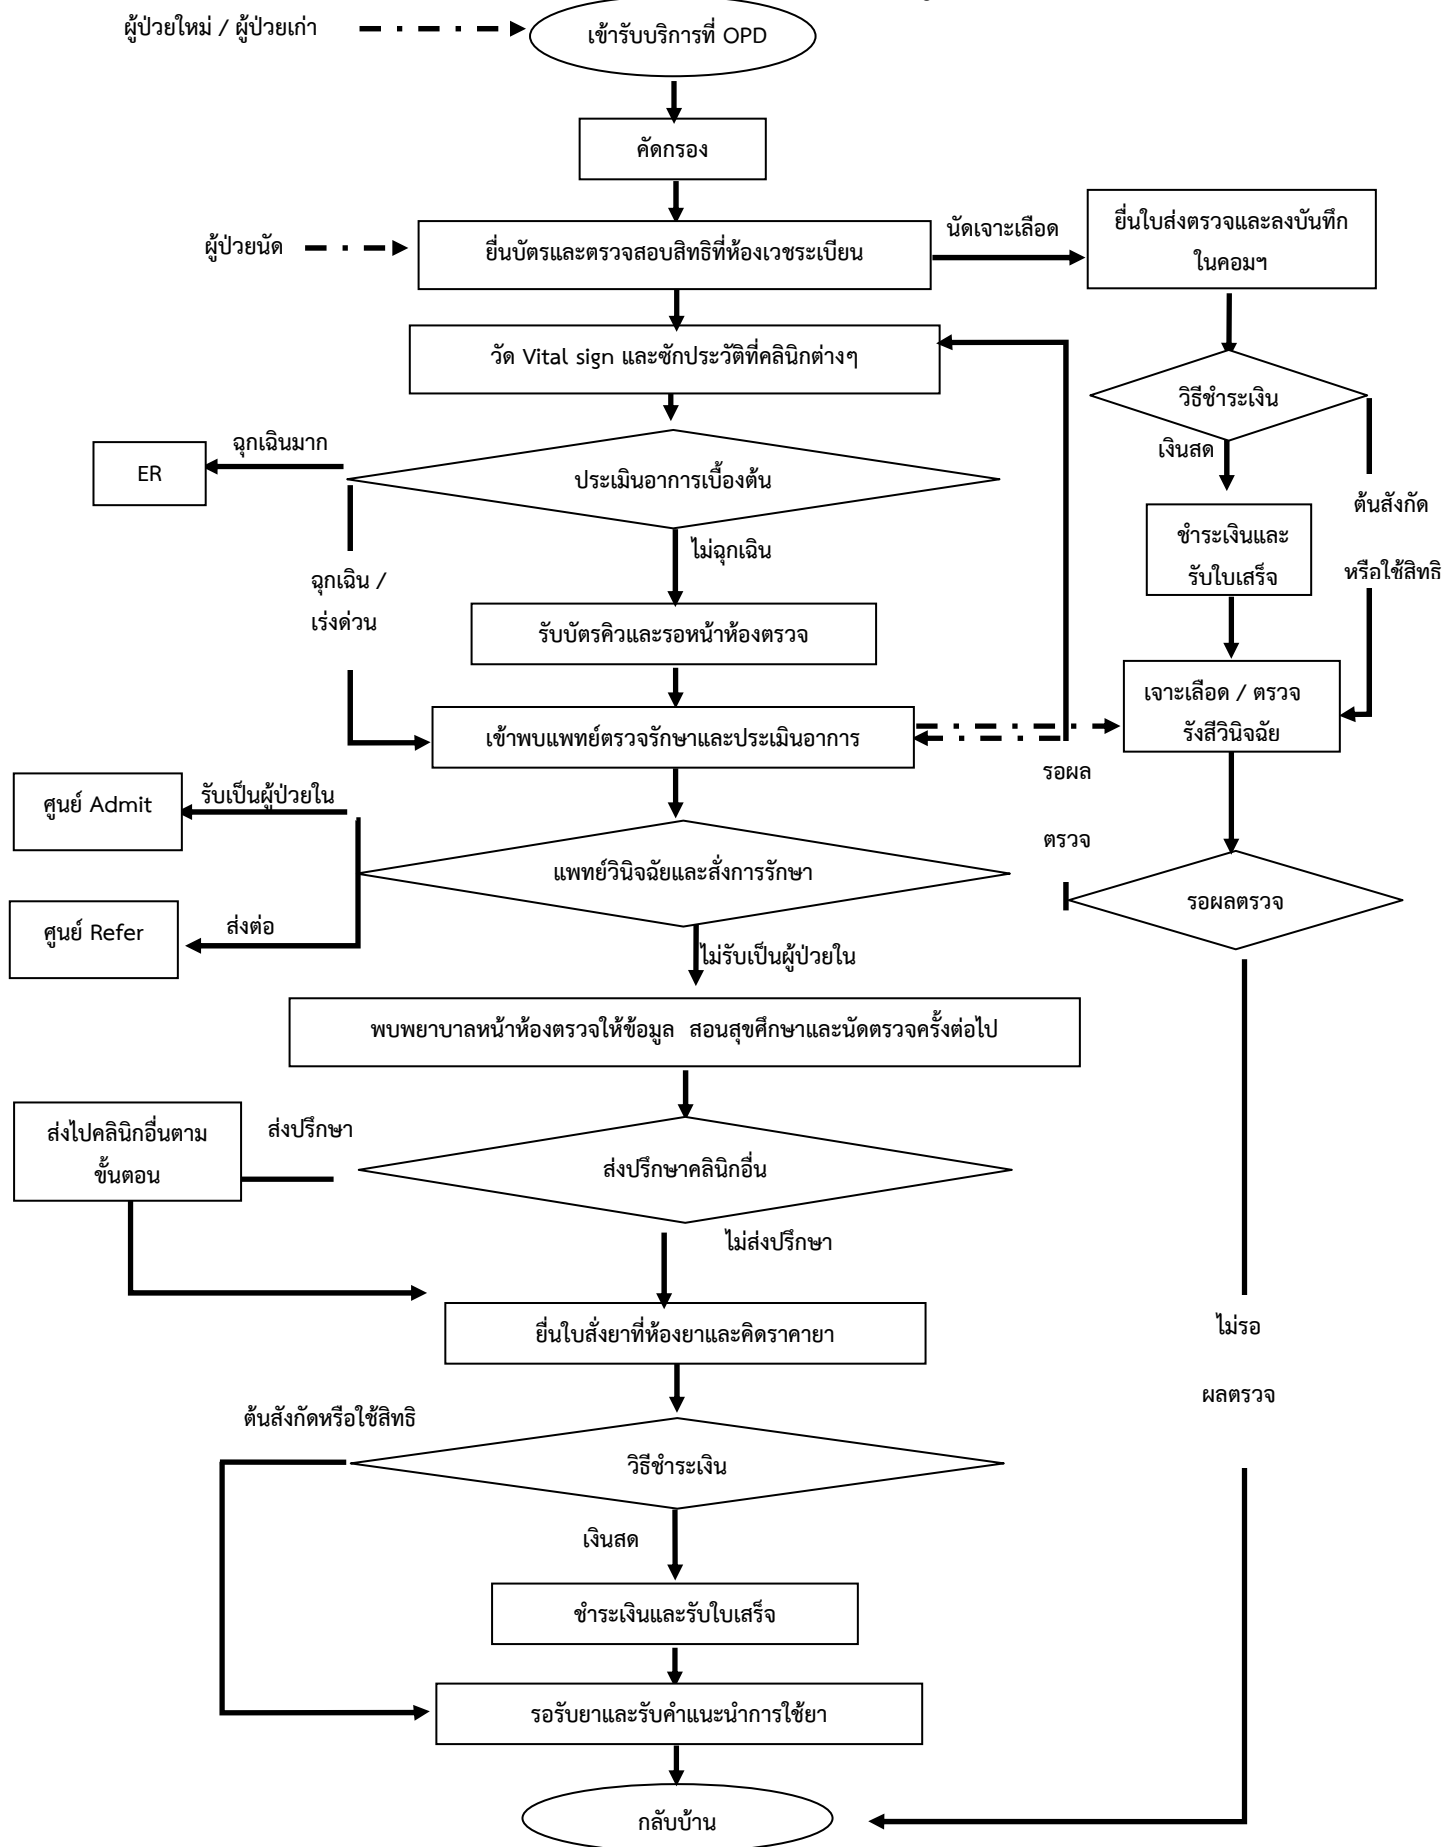 ผู้ป่วยใหม่ / ผู้ป่วยเก่า
เข้ารับบริการที่ OPD
คัดกรอง
ผู้ป่วยนัด
ยื่นบัตรและตรวจสอบสิทธิที่ห้องเวชระเบียน
นัดเจาะเลือด
ยื่นใบส่งตรวจและลงบันทึก
ในคอมฯ
วัด Vital sign และซักประวัติที่คลินิกต่างๆ
วิธีชำระเงิน
เงินสด
ต้นสังกัด
หรือใช้สิทธิ
ฉุกเฉินมาก
ER
ประเมินอาการเบื้องต้น
ไม่ฉุกเฉิน
ฉุกเฉิน /
เร่งด่วน
ชำระเงินและ
รับใบเสร็จ
รับบัตรคิวและรอหน้าห้องตรวจ
เข้าพบแพทย์ตรวจรักษาและประเมินอาการ
เจาะเลือด / ตรวจ
รังสีวินิจฉัย
รอผล
ตรวจ
ศูนย์ Admit
รับเป็นผู้ป่วยใน
แพทย์วินิจฉัยและสั่งการรักษา
รอผลตรวจ
ศูนย์ Refer
ส่งต่อ
ไม่รับเป็นผู้ป่วยใน
พบพยาบาลหน้าห้องตรวจให้ข้อมูล สอนสุขศึกษาและนัดตรวจครั้งต่อไป
ส่งไปคลินิกอื่นตาม
ขั้นตอน
ส่งปรึกษา
ส่งปรึกษาคลินิกอื่น
ไม่ส่งปรึกษา
ยื่นใบสั่งยาที่ห้องยาและคิดราคายา
ไม่รอ
ผลตรวจ
ต้นสังกัดหรือใช้สิทธิ
วิธีชำระเงิน
เงินสด
ชำระเงินและรับใบเสร็จ
รอรับยาและรับคำแนะนำการใช้ยา
กลับบ้าน